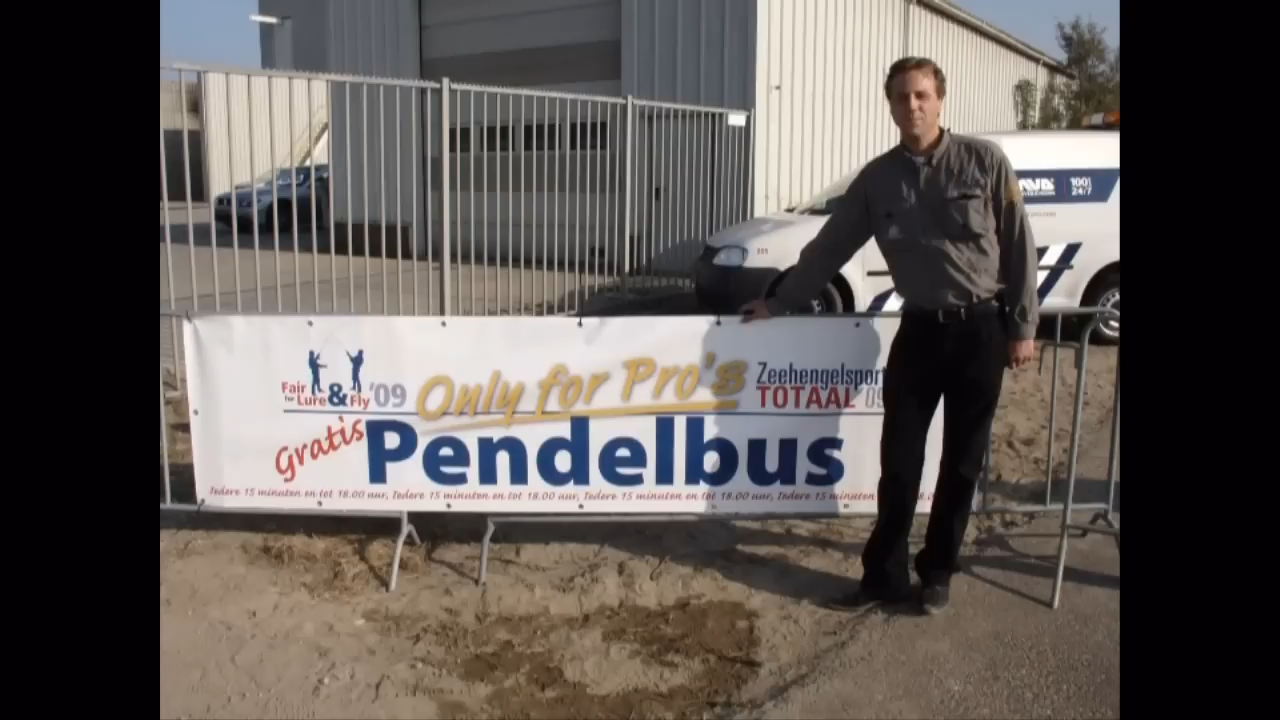 Fair for Lure & Fly '09
Only for Pro's
Zeehengelsport
TOTAAL '09
Gratis
Pendelbus
Iedere 15 minuten en tot 18.00 uur, Iedere 15 minuten en tot 18.00 uur, Iedere 15 minuten en tot 18.00 uur, Iedere 15 minuten
100%
24/7